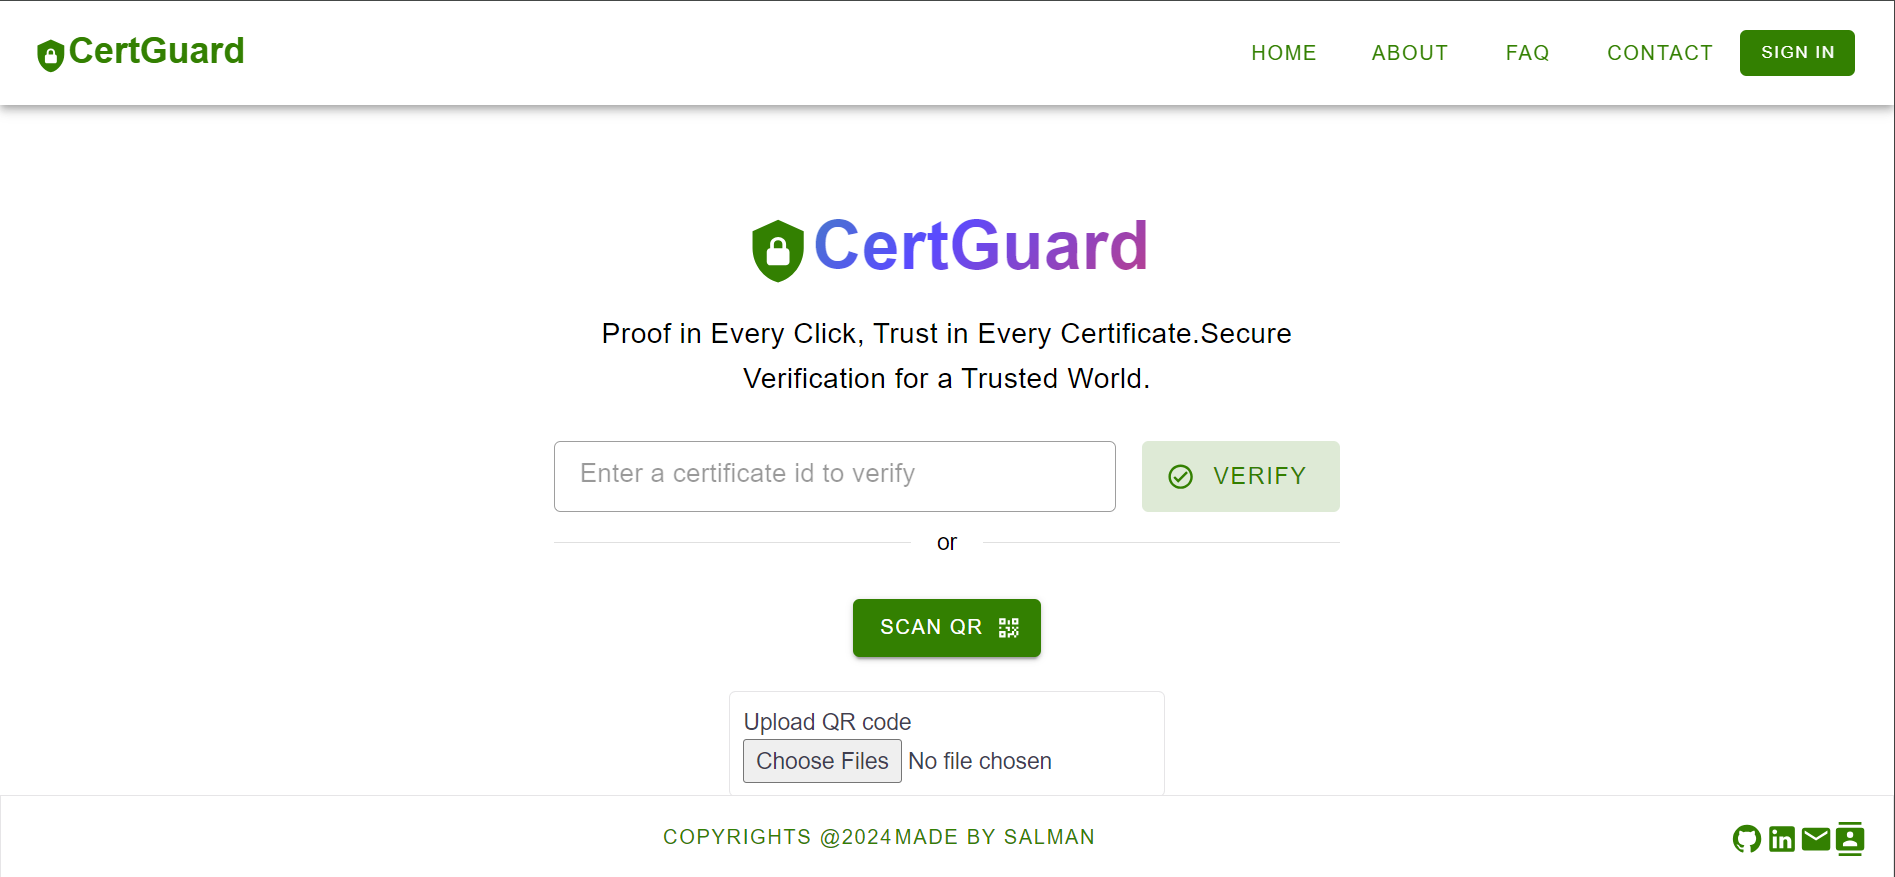 CertGuard
HOME ABOUT FAQ CONTACT SIGN IN
CertGuard
Proof in Every Click, Trust in Every Certificate.Secure
Verification for a Trusted World.
Enter a certificate id to verify
VERIFY
or
SCAN QR
Upload QR code
Choose Files No file chosen
COPYRIGHTS @2024 MADE BY SALMAN